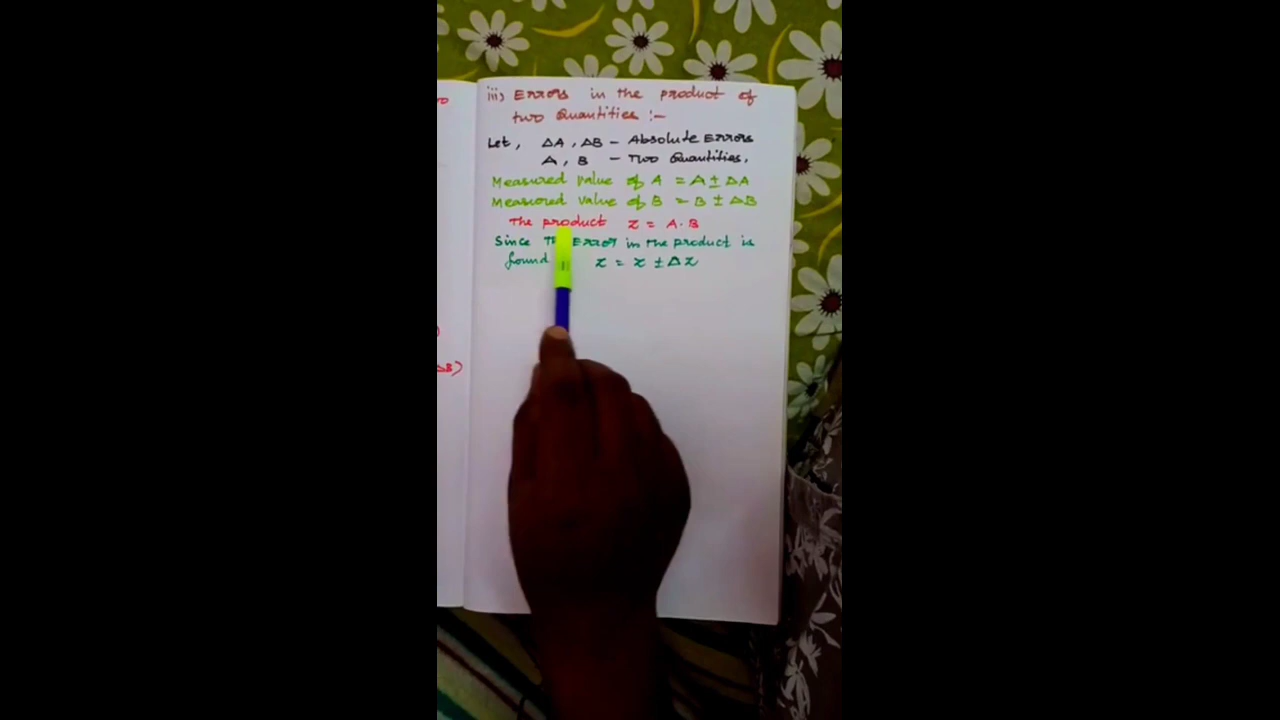 iii) Errors in the product of
two Quantities :-
Let, ΔA, ΔB - Absolute Errors
A, B - Two Quantities.
Measured value of A = A ± ΔA
Measured value of B = B ± ΔB
The product Z = A.B
Since Error in the product is
found Z = Z ± ΔZ
ΔB)